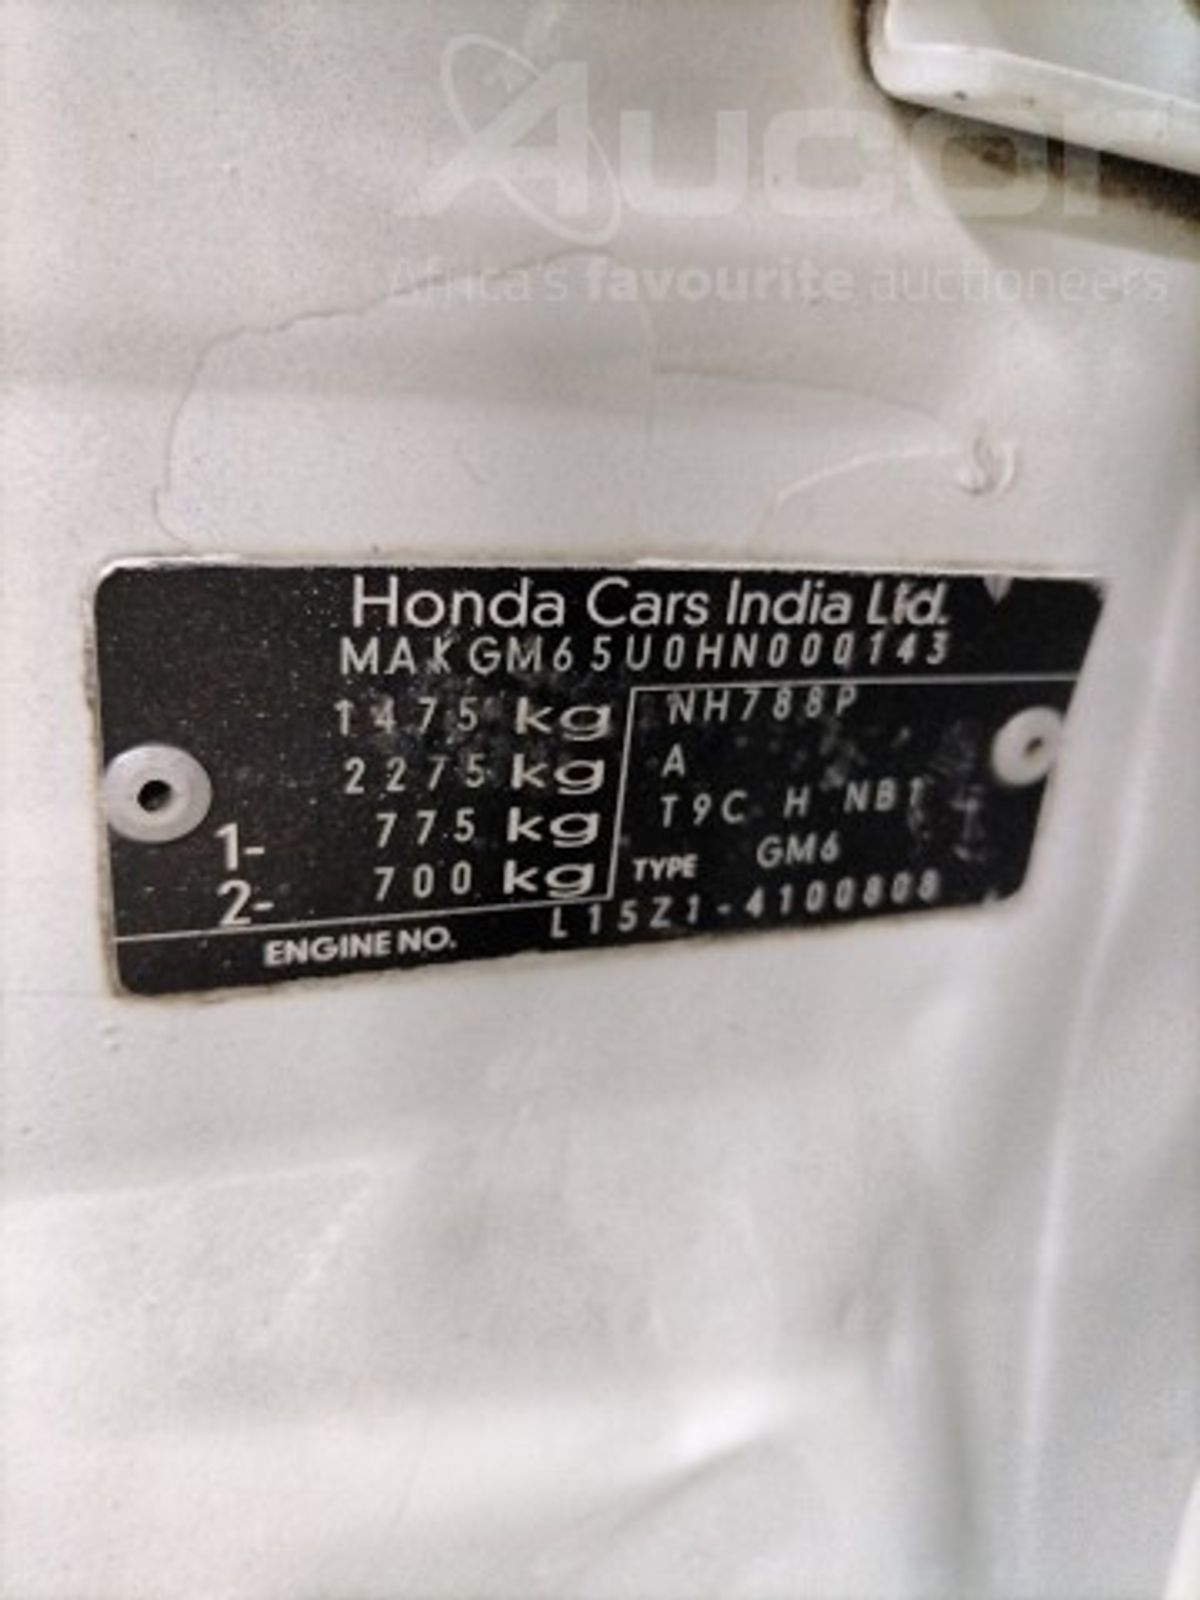 Aucor
Africa's favourite auctioneers
Honda Cars India Ltd.
MAKGM65U0HN000143
1475 kg
2275 kg
1- 775 kg
2- 700 kg
NH788P
A
T9C H NB1
TYPE GM6
ENGINE NO. L15Z1-4100808